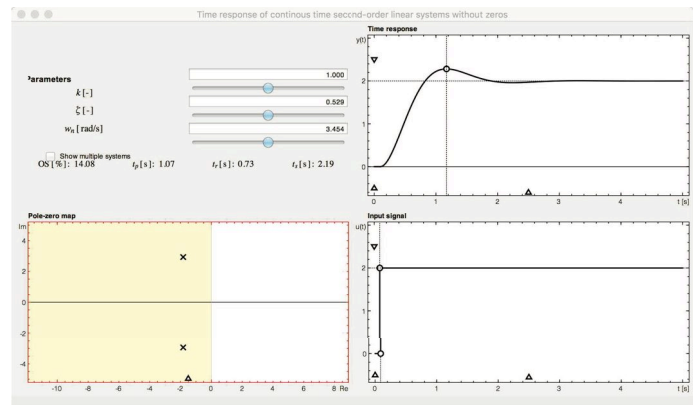 Time response of continous time seccnd-order linear systems without zeros
Parameters
k [-]
1.000
ζ [-]
0.529
wn [rad/s]
3.454
Show multiple systems
OS [%]: 14.08 tp [s]: 1.07 tr [s]: 0.73 ts [s]: 2.19
Time response
y(t)
2
0
0 1 2 3 4 t [s]
Pole-zero map
Im
4
2
0
-2
-4
-10 -8 -6 -4 -2 0 2 4 6 8 Re
Input signal
u(t)
2
0
0 1 2 3 4 t [s]